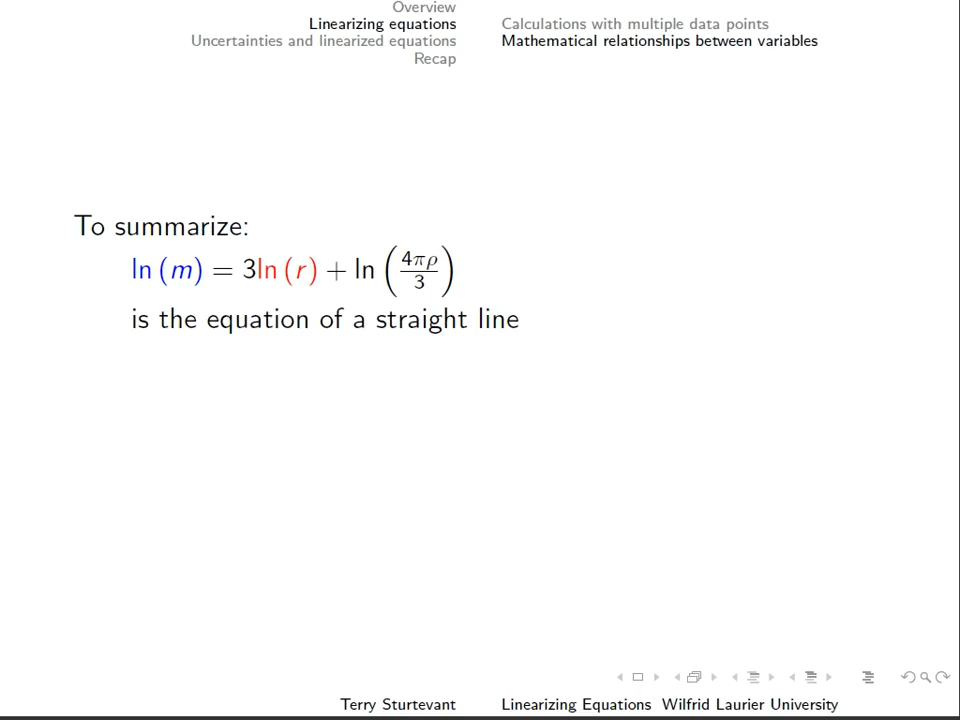 Overview
Linearizing equations
Uncertainties and linearized equations
Recap
Calculations with multiple data points
Mathematical relationships between variables
To summarize:
ln (m) = 3ln (r) + ln (4πρ/3)
is the equation of a straight line
Terry Sturtevant Linearizing Equations Wilfrid Laurier University